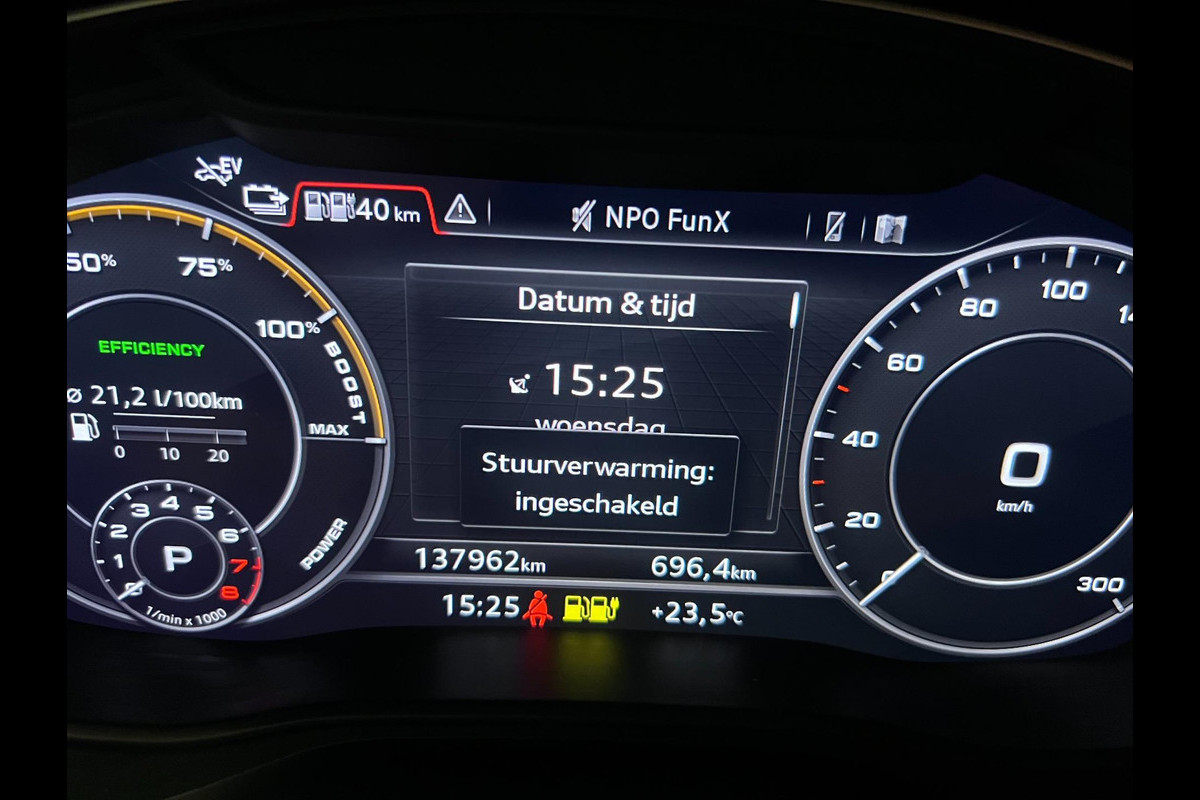 EV
40 km
NPO FunX
50%
75%
100%
BOOST
MAX
POWER
EFFICIENCY
ø 21,2 l/100km
0 10 20
0 1 2 3 4 5 6 7 8
P
1/min x 1000
Datum & tijd
15:25
woensdag
Stuurverwarming:
ingeschakeld
137962km
696,4km
15:25
+23,5°C
0 20 40 60 80 100
300
0
km/h